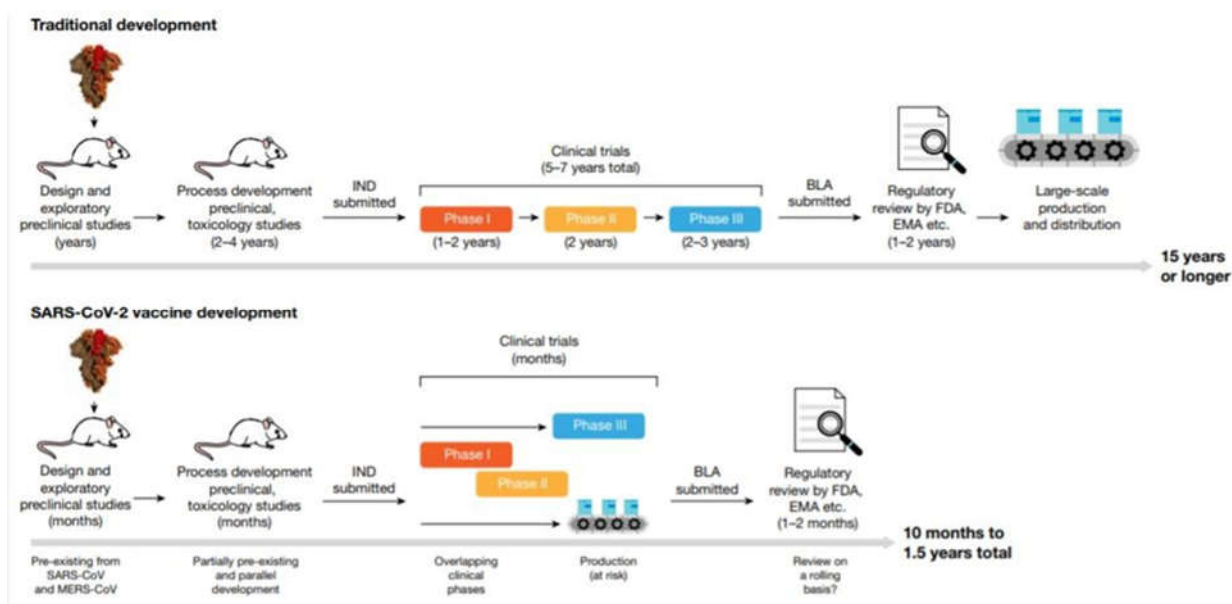 Traditional development
Design and
exploratory
preclinical studies
(years)
Process development
preclinical,
toxicology studies
(2–4 years)
IND
submitted
Clinical trials
(5–7 years total)
Phase I
(1–2 years)
Phase II
(2 years)
Phase III
(2–3 years)
BLA
submitted
Regulatory
review by FDA,
EMA etc.
(1–2 years)
Large-scale
production
and distribution
15 years
or longer
SARS-CoV-2 vaccine development
Design and
exploratory
preclinical studies
(months)
Process development
preclinical,
toxicology studies
(months)
IND
submitted
Clinical trials
(months)
Phase III
Phase I
Phase II
BLA
submitted
Regulatory
review by FDA,
EMA etc.
(1–2 months)
10 months to
1.5 years total
Pre-existing from
SARS-CoV
and MERS-CoV
Partially pre-existing
and parallel
development
Overlapping
clinical
phases
Production
(at risk)
Review on
a rolling
basis?